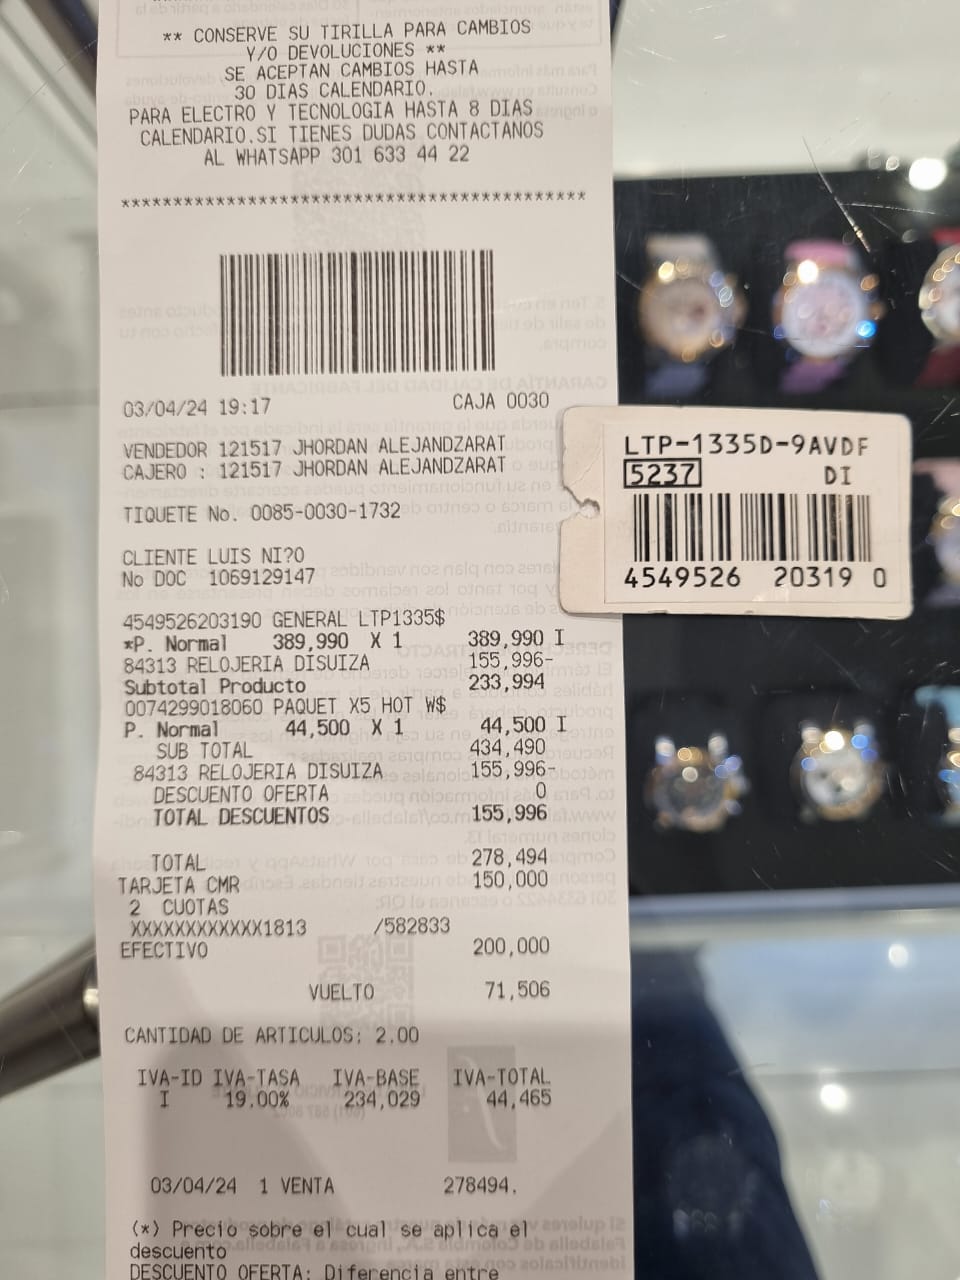 ** CONSERVE SU TIRILLA PARA CAMBIOS
Y/O DEVOLUCIONES **
SE ACEPTAN CAMBIOS HASTA
30 DIAS CALENDARIO.
PARA ELECTRO Y TECNOLOGIA HASTA 8 DIAS
CALENDARIO.SI TIENES DUDAS CONTACTANOS
AL WHATSAPP 301 633 44 22
********************************************
03/04/24 19:17 CAJA 0030
VENDEDOR 121517 JHORDAN ALEJANDZARAT
CAJERO : 121517 JHORDAN ALEJANDZARAT
TIQUETE No. 0085-0030-1732
CLIENTE LUIS NI?O
No DOC 1069129147
4549526203190 GENERAL LTP1335$
*P. Normal 389,990 X 1 389,990 I
84313 RELOJERIA DISUIZA 155,996-
Subtotal Producto 233,994
0074299018060 PAQUET X5 HOT W$
P. Normal 44,500 X 1 44,500 I
SUB TOTAL 434,490
84313 RELOJERIA DISUIZA 155,996-
DESCUENTO OFERTA 0
TOTAL DESCUENTOS 155,996
TOTAL 278,494
TARJETA CMR 150,000
2 CUOTAS
XXXXXXXXXXXX1813 /582833
EFECTIVO 200,000
VUELTO 71,506
CANTIDAD DE ARTICULOS: 2.00
IVA-ID IVA-TASA IVA-BASE IVA-TOTAL
I 19.00% 234,029 44,465
03/04/24 1 VENTA 278494.
(*) Precio sobre el cual se aplica el
descuento
DESCUENTO OFERTA: Diferencia entre
LTP-1335D-9AVDF
5237 DI
4549526 20319 0